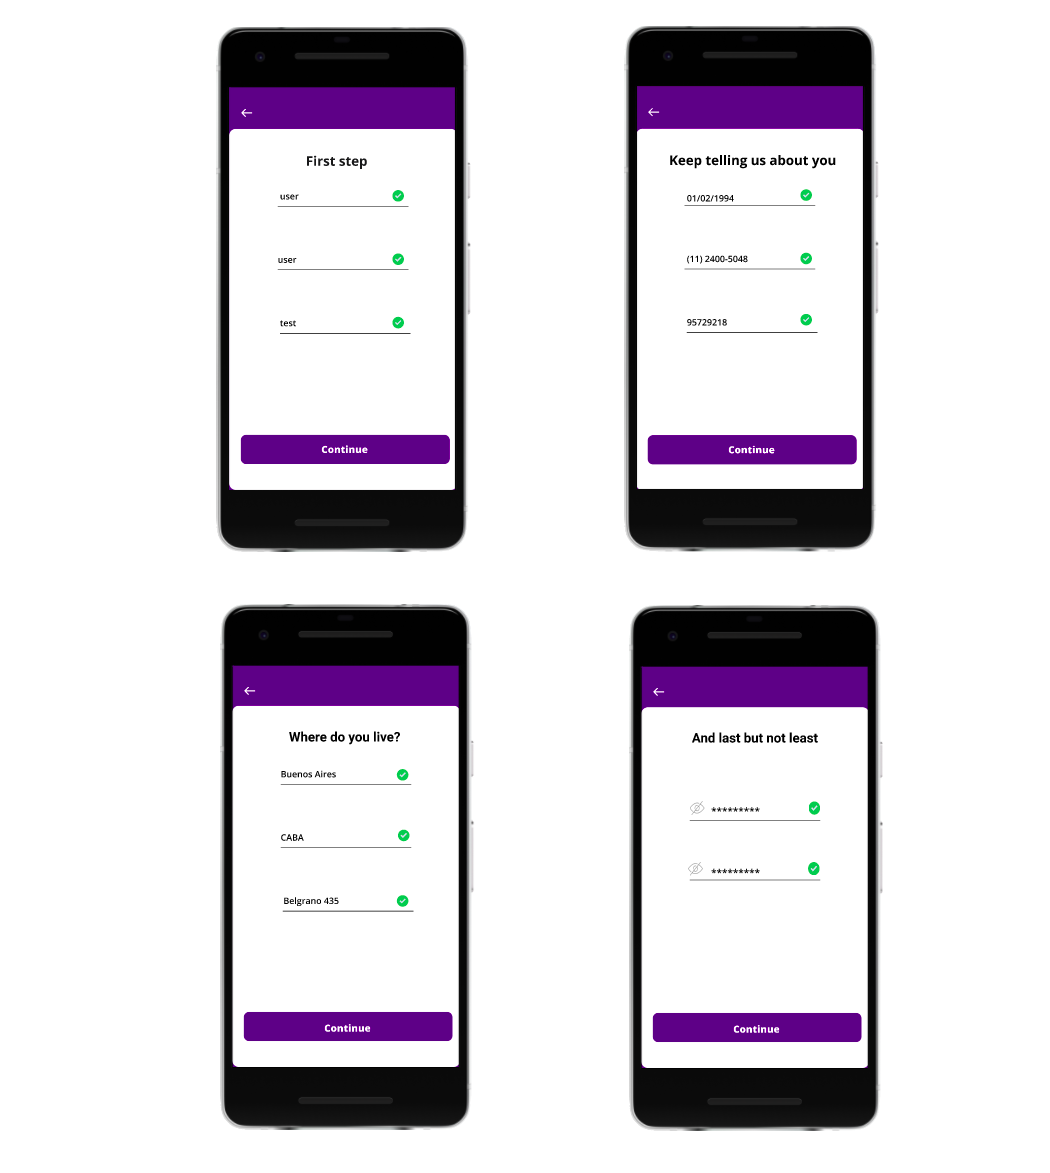 First step
user
user
test
Continue
Keep telling us about you
01/02/1994
(11) 2400-5048
95729218
Continue
Where do you live?
Buenos Aires
CABA
Belgrano 435
Continue
And last but not least
*********
*********
Continue